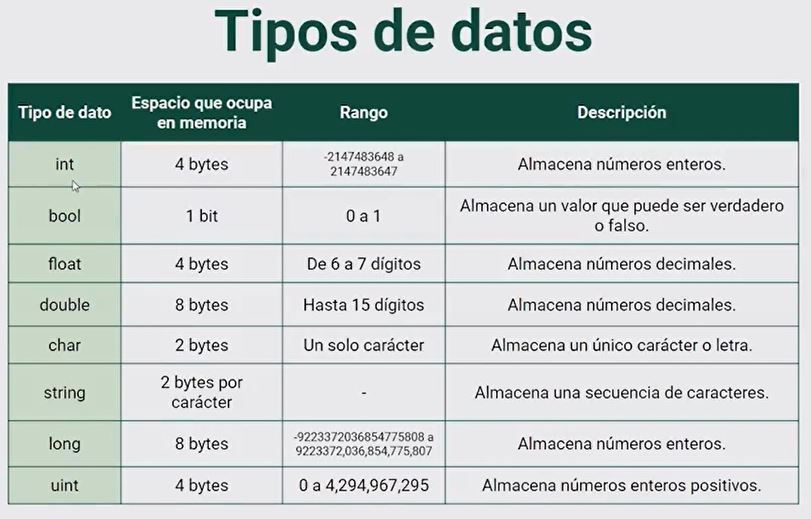 Tipos de datos
Tipo de dato
Espacio que ocupa
en memoria
Rango
Descripción
int
4 bytes
-2147483648 a
2147483647
Almacena números enteros.
bool
1 bit
0 a 1
Almacena un valor que puede ser verdadero
o falso.
float
4 bytes
De 6 a 7 dígitos
Almacena números decimales.
double
8 bytes
Hasta 15 dígitos
Almacena números decimales.
char
2 bytes
Un solo carácter
Almacena un único carácter o letra.
string
2 bytes por
carácter
-
Almacena una secuencia de caracteres.
long
8 bytes
-9223372036854775808 a
9223372,036,854,775,807
Almacena números enteros.
uint
4 bytes
0 a 4,294,967,295
Almacena números enteros positivos.